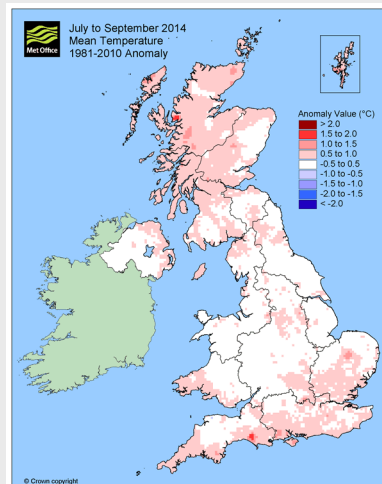 Met Office
July to September 2014
Mean Temperature
1981-2010 Anomaly
Anomaly Value (°C)
> 2.0
1.5 to 2.0
1.0 to 1.5
0.5 to 1.0
-0.5 to 0.5
-1.0 to -0.5
-1.5 to -1.0
-2.0 to -1.5
< -2.0
© Crown copyright